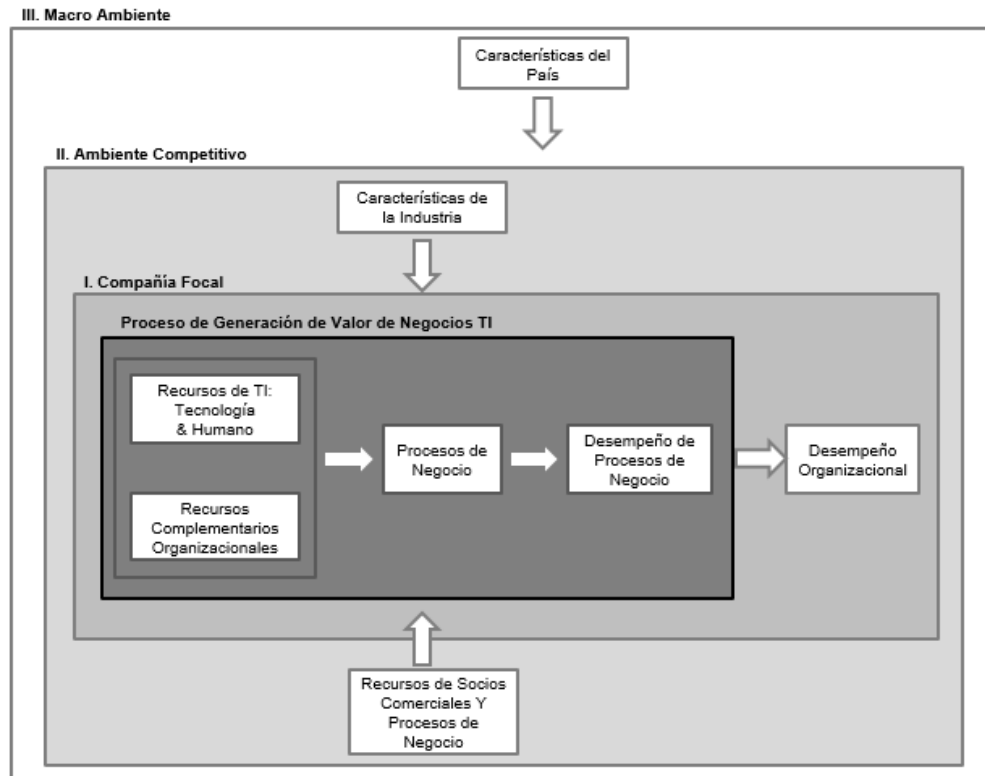 III. Macro Ambiente
Características del
País
II. Ambiente Competitivo
Características de
la Industria
I. Compañía Focal
Proceso de Generación de Valor de Negocios TI
Recursos de TI:
Tecnología
& Humano
Recursos
Complementarios
Organizacionales
Procesos de
Negocio
Desempeño de
Procesos de
Negocio
Desempeño
Organizacional
Recursos de Socios
Comerciales Y
Procesos de
Negocio